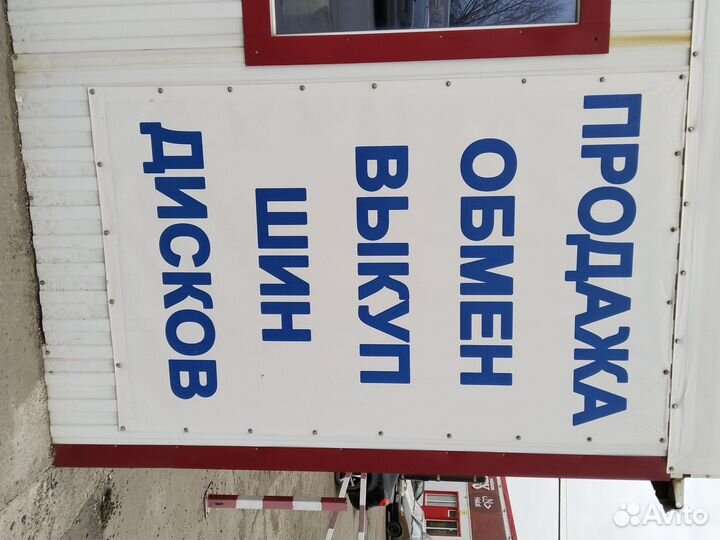 ПРОДАЖА
ОБМЕН
ВЫКУП
ШИН
ДИСКОВ
Avito